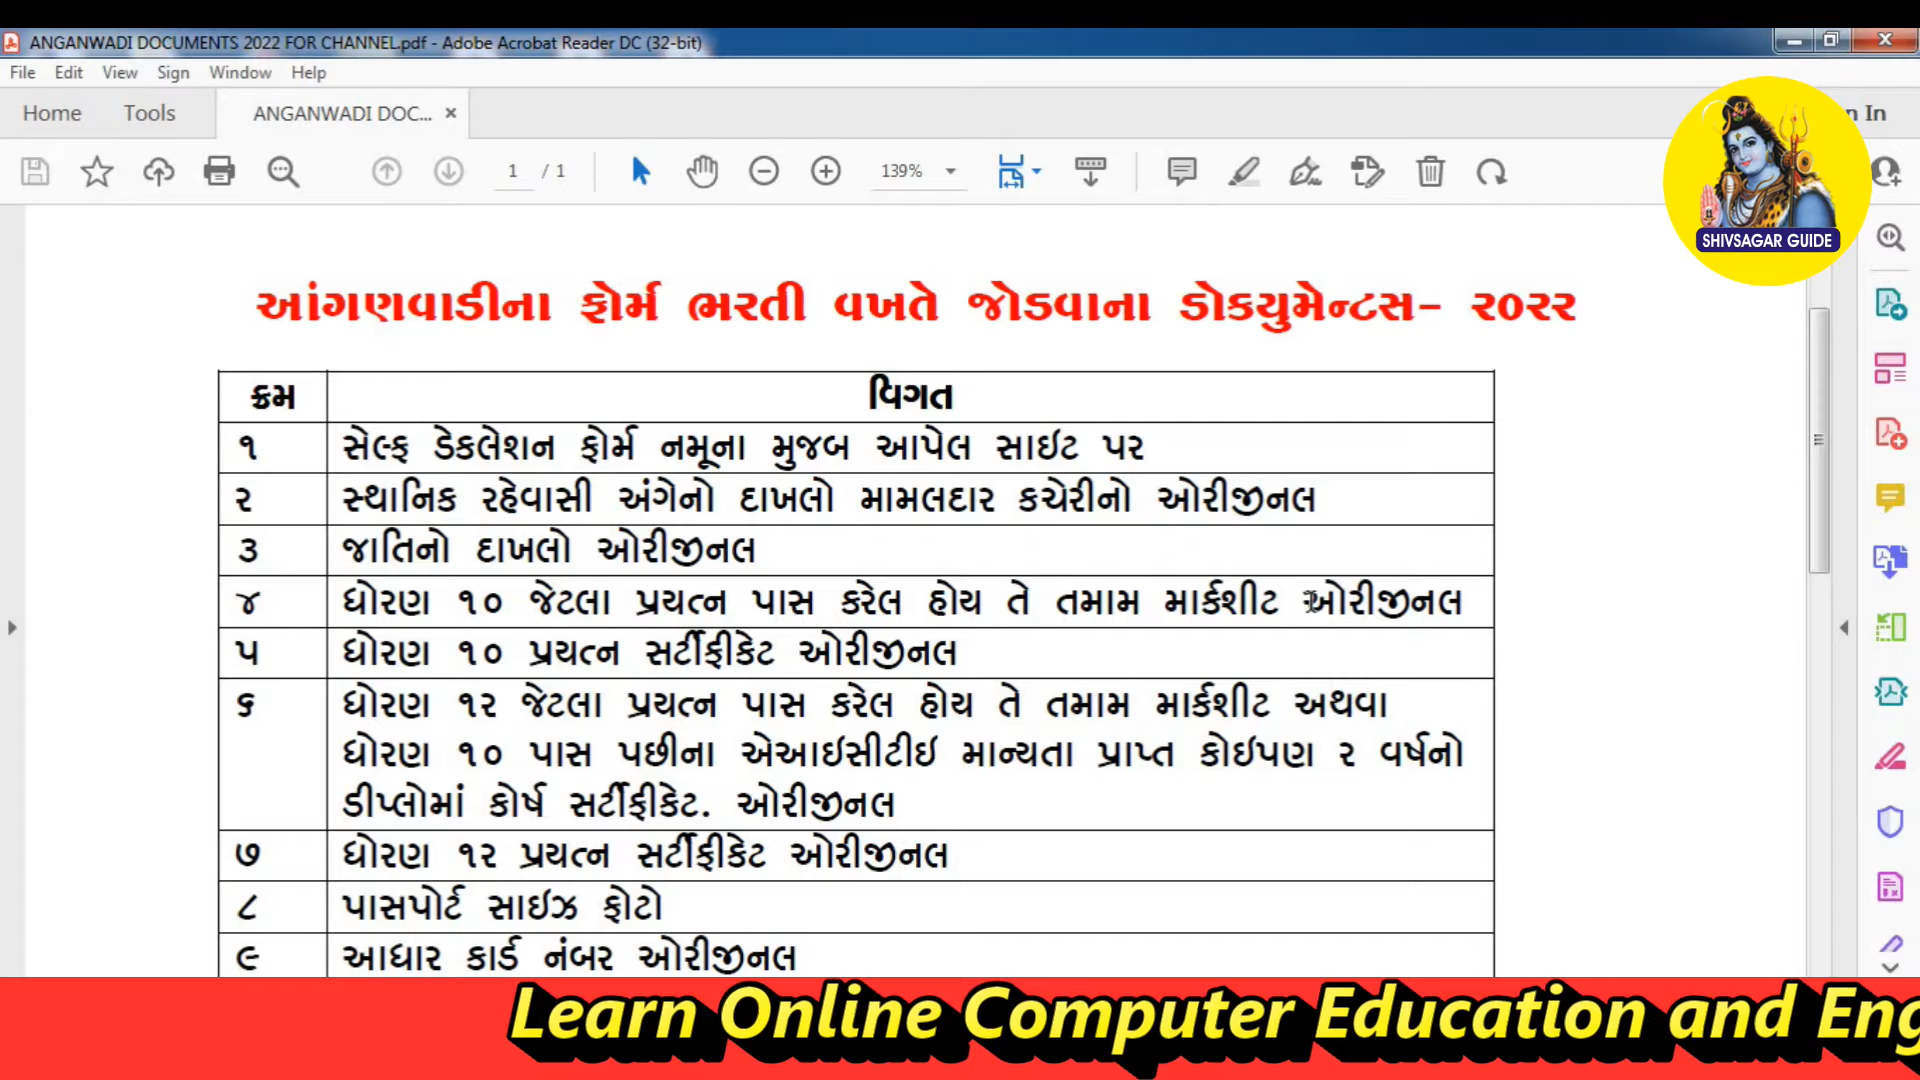 ANGANWADI DOCUMENTS 2022 FOR CHANNEL.pdf - Adobe Acrobat Reader DC (32-bit)
File Edit View Sign Window Help
Home Tools ANGANWADI DOC... × n In
1 / 1 139%
SHIVSAGAR GUIDE
આંગણવાડીના ફોર્મ ભરતી વખતે જોડવાના ડોકયુમેન્ટસ- ૨૦૨૨
ક્રમ વિગત
૧ સેલ્ફ ડેકલેશન ફોર્મ નમૂના મુજબ આપેલ સાઇટ પર
૨ સ્થાનિક રહેવાસી અંગેનો દાખલો મામલદાર કચેરીનો ઓરીજીનલ
૩ જાતિનો દાખલો ઓરીજીનલ
૪ ધોરણ ૧૦ જેટલા પ્રયત્ન પાસ કરેલ હોય તે તમામ માર્કશીટ ઓરીજીનલ
૫ ધોરણ ૧૦ પ્રયત્ન સર્ટીફીકેટ ઓરીજીનલ
૬ ધોરણ ૧૨ જેટલા પ્રયત્ન પાસ કરેલ હોય તે તમામ માર્કશીટ અથવા
ધોરણ ૧૦ પાસ પછીના એઆઇસીટીઇ માન્યતા પ્રાપ્ત કોઇપણ ૨ વર્ષનો
ડીપ્લોમાં કોર્ષ સર્ટીફીકેટ. ઓરીજીનલ
૭ ધોરણ ૧૨ પ્રયત્ન સર્ટીફીકેટ ઓરીજીનલ
૮ પાસપોર્ટ સાઇઝ ફોટો
૯ આધાર કાર્ડ નંબર ઓરીજીનલ
Learn Online Computer Education and Eng